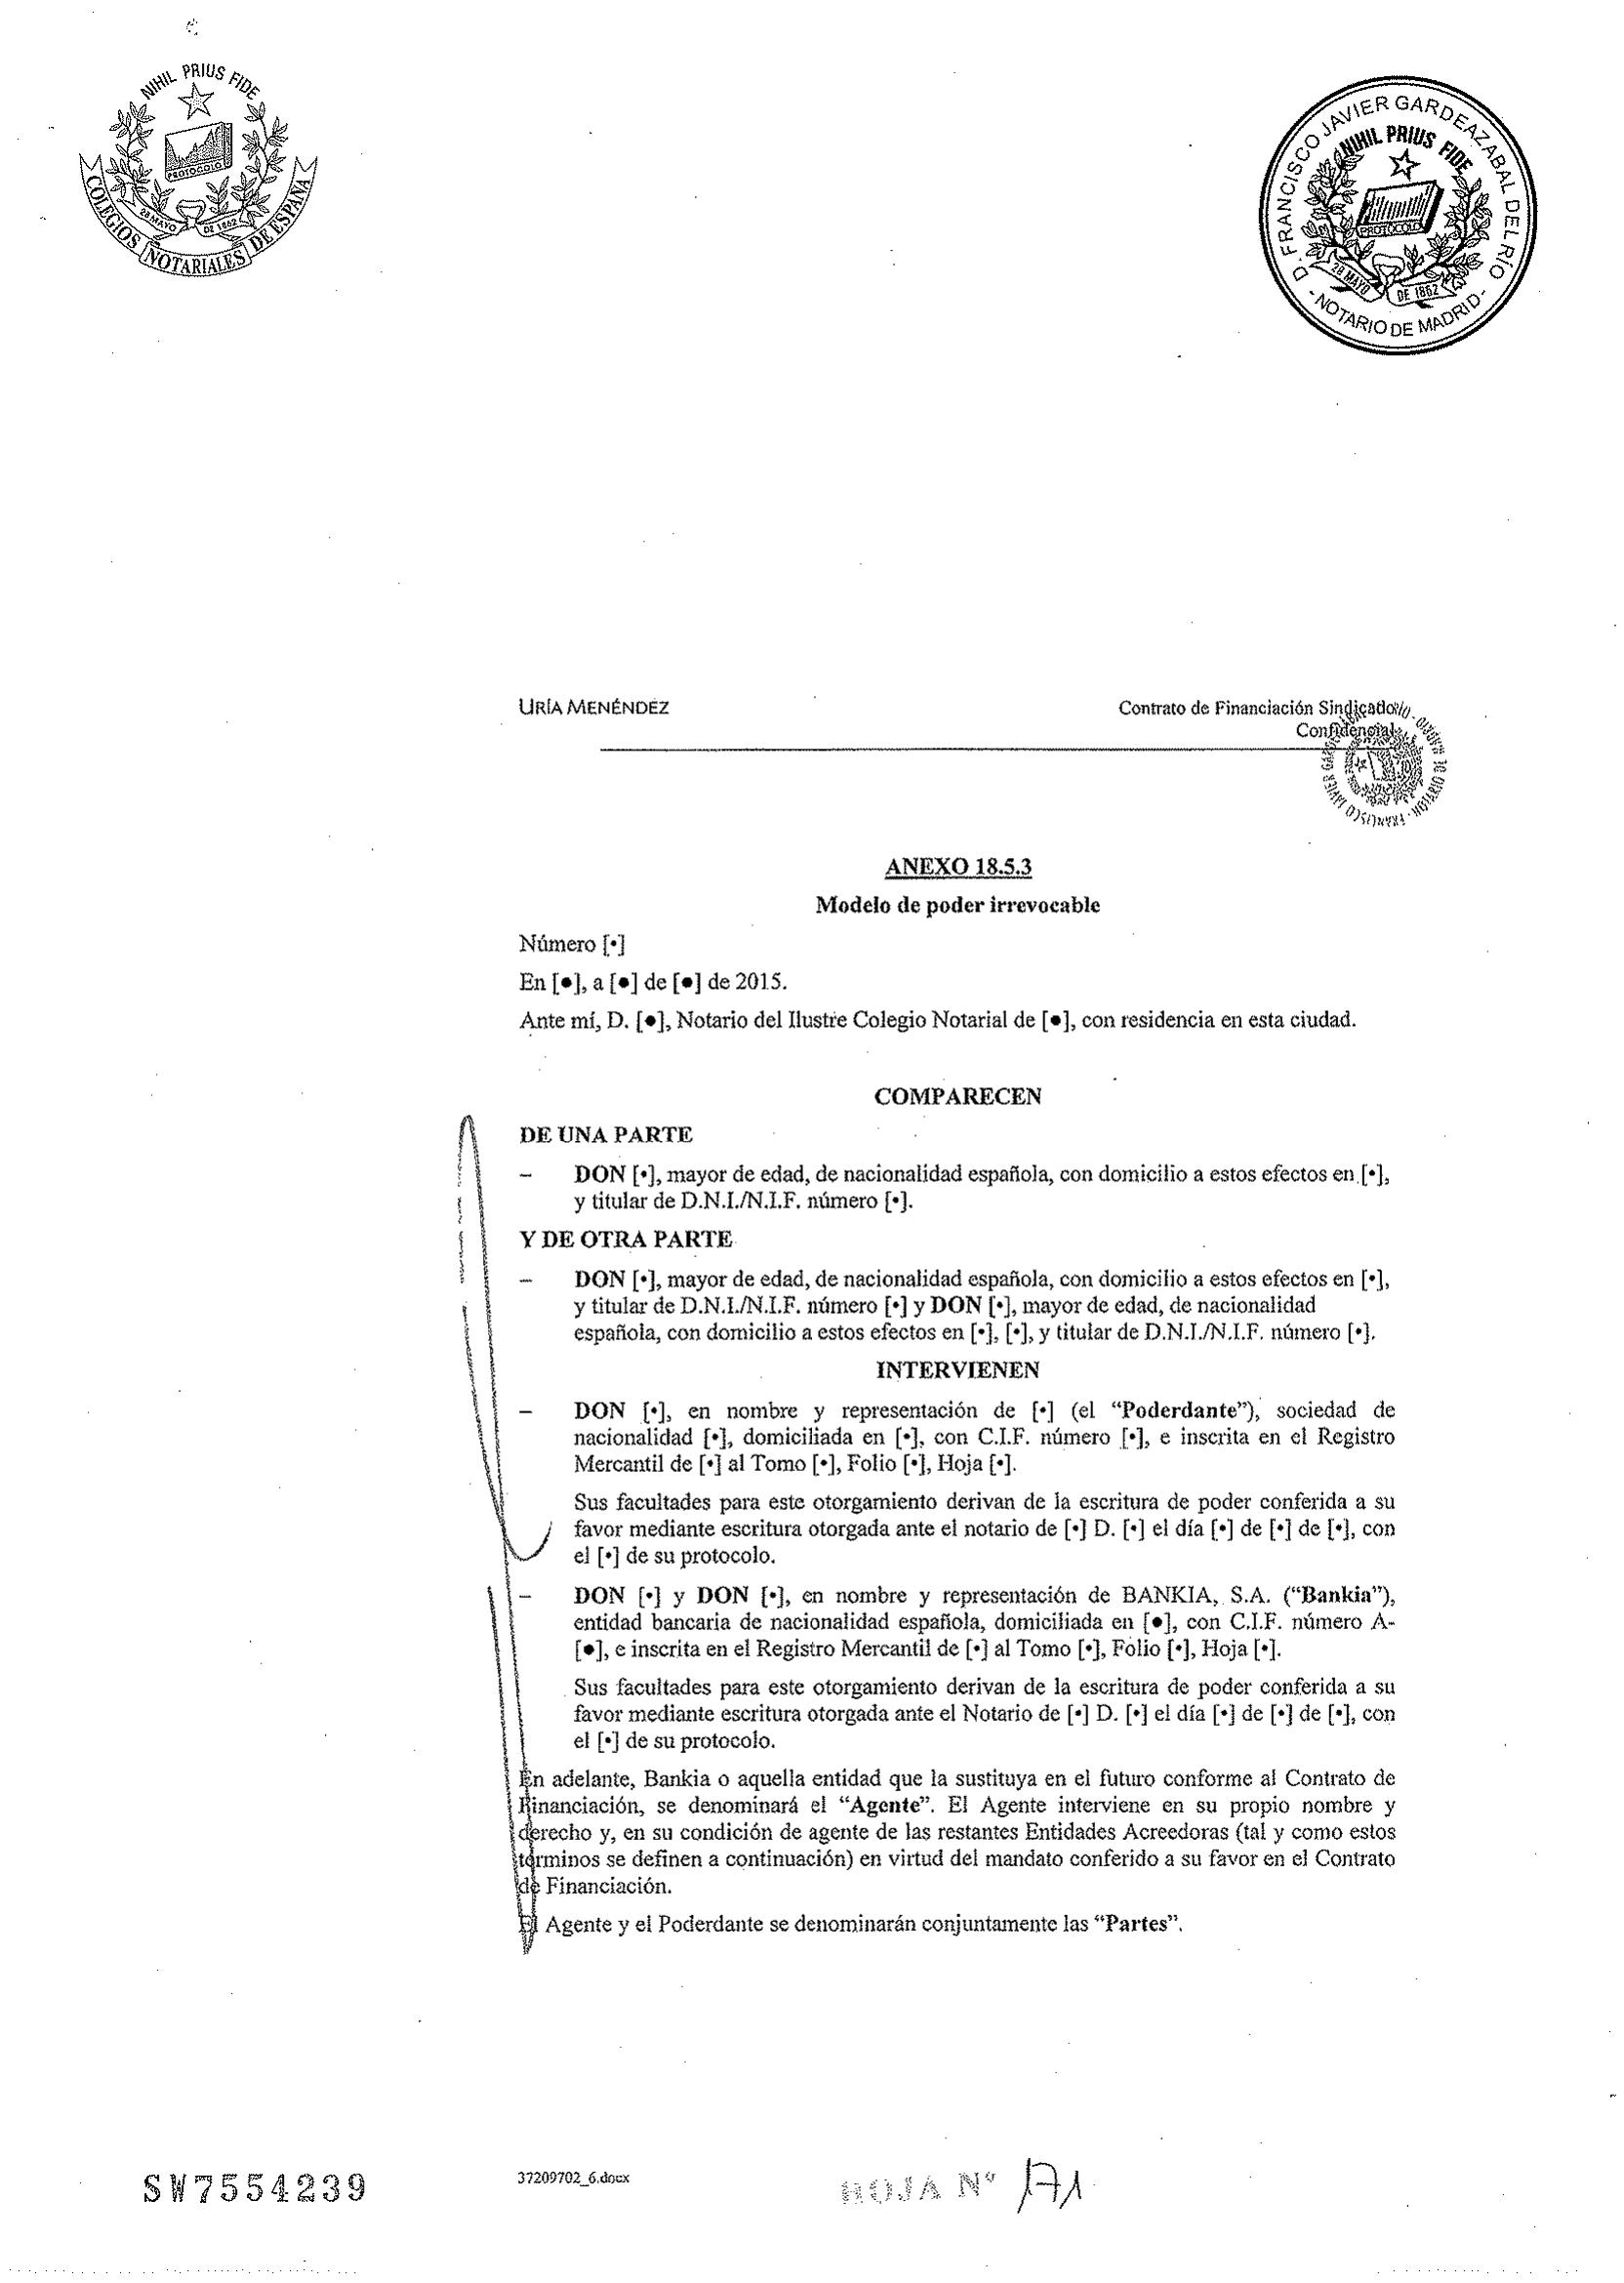 NIHIL PRIUS FIDE
PROTOCOLO
28 MAYO DE 1862
COLEGIOS NOTARIALES DE ESPAÑA
D. FRANCISCO JAVIER GARDEAZABAL DEL RÍO
NIHIL PRIUS FIDE
PROTOCOLO
28 MAYO DE 1862
- NOTARIO DE MADRID -
URÍA MENÉNDEZ
Contrato de Financiación Sindicado
Confidencial
ANEXO 18.5.3
Modelo de poder irrevocable
Número [•]
En [●], a [●] de [●] de 2015.
Ante mí, D. [●], Notario del Ilustre Colegio Notarial de [●], con residencia en esta ciudad.
COMPARECEN
DE UNA PARTE
– DON [•], mayor de edad, de nacionalidad española, con domicilio a estos efectos en [•],
y titular de D.N.I./N.I.F. número [•].
Y DE OTRA PARTE
– DON [•], mayor de edad, de nacionalidad española, con domicilio a estos efectos en [•],
y titular de D.N.I./N.I.F. número [•] y DON [•], mayor de edad, de nacionalidad
española, con domicilio a estos efectos en [•], [•], y titular de D.N.I./N.I.F. número [•].
INTERVIENEN
– DON [•], en nombre y representación de [•] (el “Poderdante”), sociedad de
nacionalidad [•], domiciliada en [•], con C.I.F. número [•], e inscrita en el Registro
Mercantil de [•] al Tomo [•], Folio [•], Hoja [•].
Sus facultades para este otorgamiento derivan de la escritura de poder conferida a su
favor mediante escritura otorgada ante el notario de [•] D. [•] el día [•] de [•] de [•], con
el [•] de su protocolo.
– DON [•] y DON [•], en nombre y representación de BANKIA, S.A. (“Bankia”),
entidad bancaria de nacionalidad española, domiciliada en [●], con C.I.F. número A-
[●], e inscrita en el Registro Mercantil de [•] al Tomo [•], Folio [•], Hoja [•].
Sus facultades para este otorgamiento derivan de la escritura de poder conferida a su
favor mediante escritura otorgada ante el Notario de [•] D. [•] el día [•] de [•] de [•], con
el [•] de su protocolo.
En adelante, Bankia o aquella entidad que la sustituya en el futuro conforme al Contrato de
Financiación, se denominará el “Agente”. El Agente interviene en su propio nombre y
derecho y, en su condición de agente de las restantes Entidades Acreedoras (tal y como estos
términos se definen a continuación) en virtud del mandato conferido a su favor en el Contrato
de Financiación.
El Agente y el Poderdante se denominarán conjuntamente las “Partes”.
SW7554239
37209702_6.docx
HOJA Nº 171